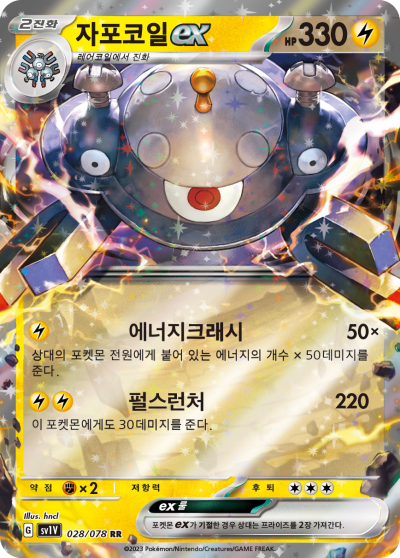 2진화 자포코일 ex HP 330
레어코일에서 진화
에너지크래시 50×
상대의 포켓몬 전원에게 붙어 있는 에너지의 개수 × 50데미지를
준다.
펄스런처 220
이 포켓몬에게도 30데미지를 준다.
약점 ×2 저항력 후퇴
ex 룰
포켓몬 ex가 기절한 경우 상대는 프라이즈를 2장 가져간다.
Illus. hncl
G sv1V 028/078 RR
©2023 Pokémon/Nintendo/Creatures/GAME FREAK.